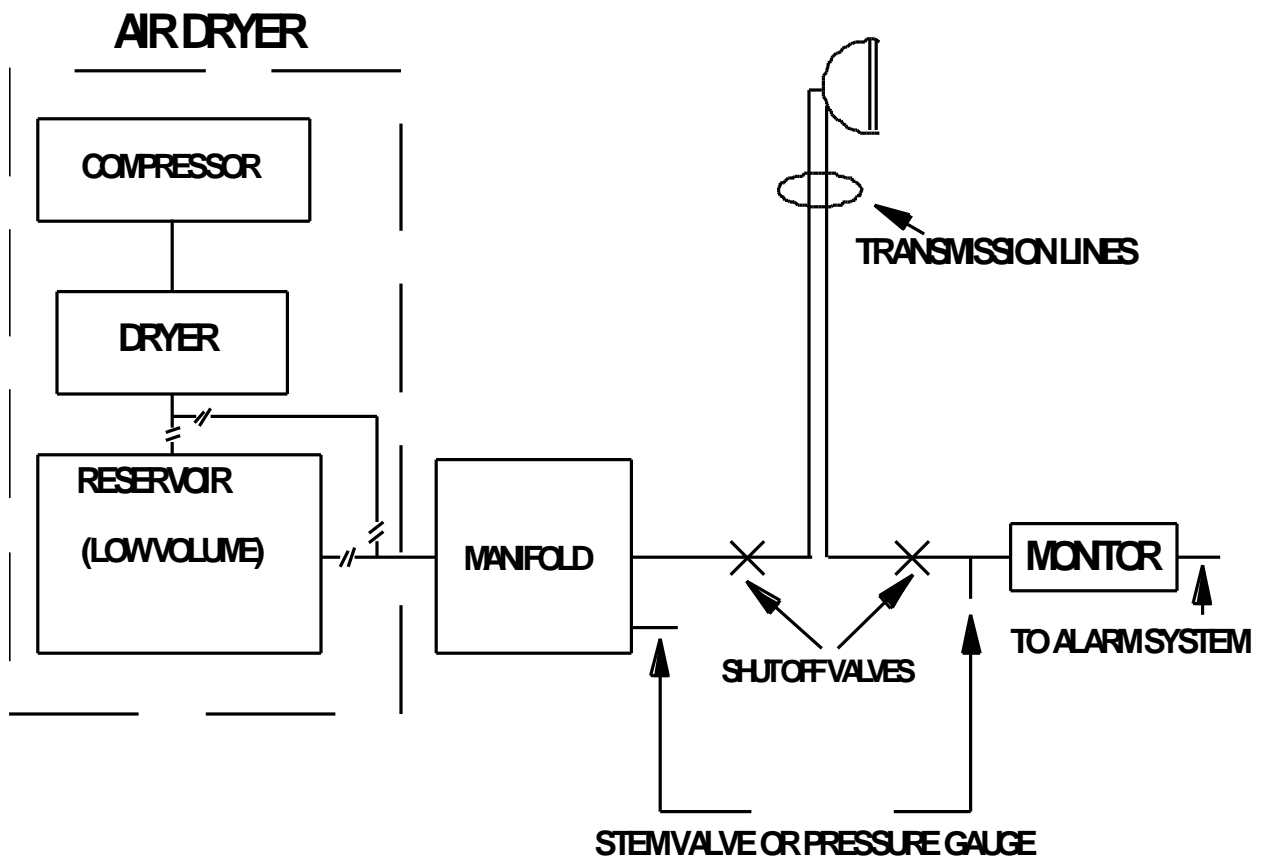 AIR DRYER
COMPRESSOR
TRANSMISSION LINES
DRYER
RESERVOIR
(LOW VOLUME)
MANIFOLD
MONITOR
TO ALARM SYSTEM
SHUTOFF VALVES
STEM VALVE OR PRESSURE GAUGE